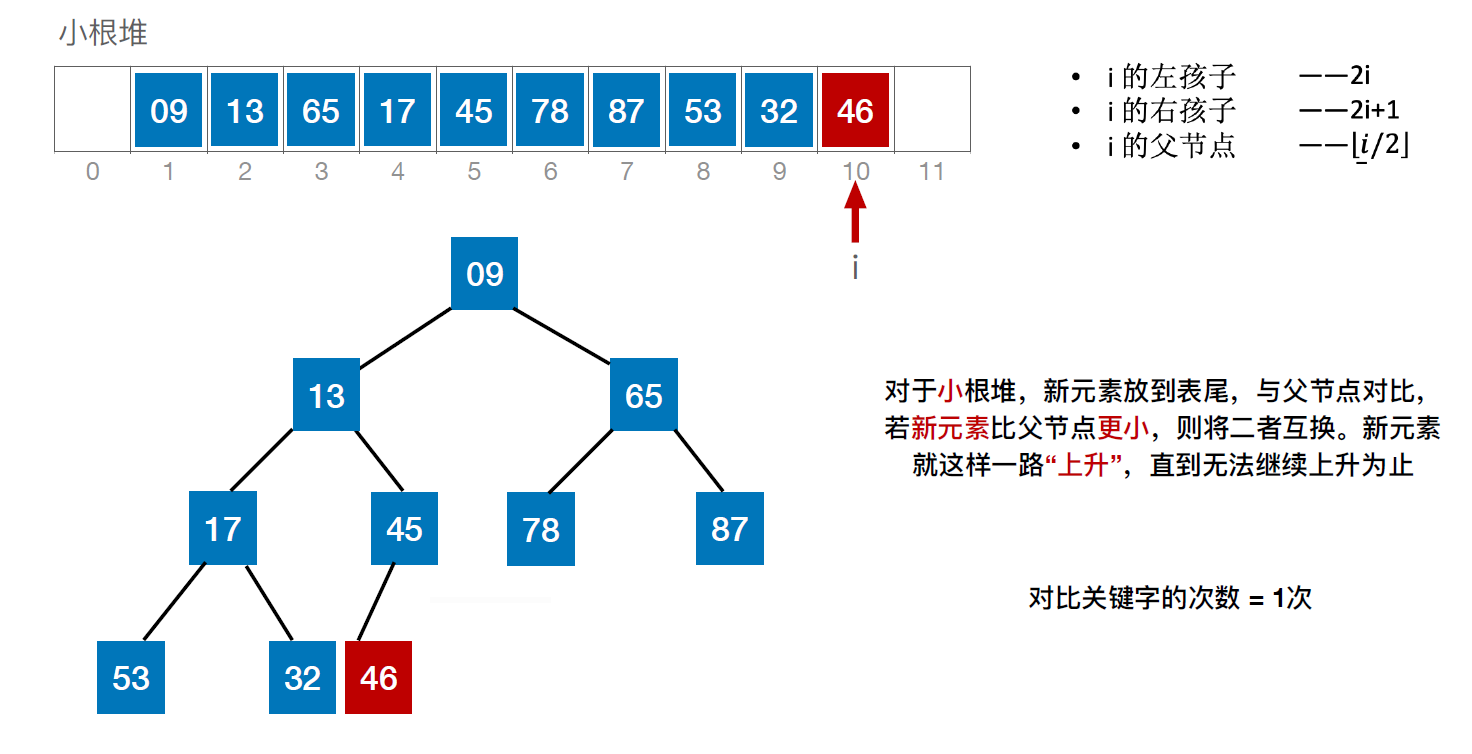 小根堆
09 13 65 17 45 78 87 53 32 46
0 1 2 3 4 5 6 7 8 9 10 11
i
• i 的左孩子 ——2i
• i 的右孩子 ——2i+1
• i 的父节点 ——⌊i/2⌋
09
13 65
17 45 78 87
53 32 46
对于小根堆，新元素放到表尾，与父节点对比，
若新元素比父节点更小，则将二者互换。新元素
就这样一路“上升”，直到无法继续上升为止
对比关键字的次数 = 1次